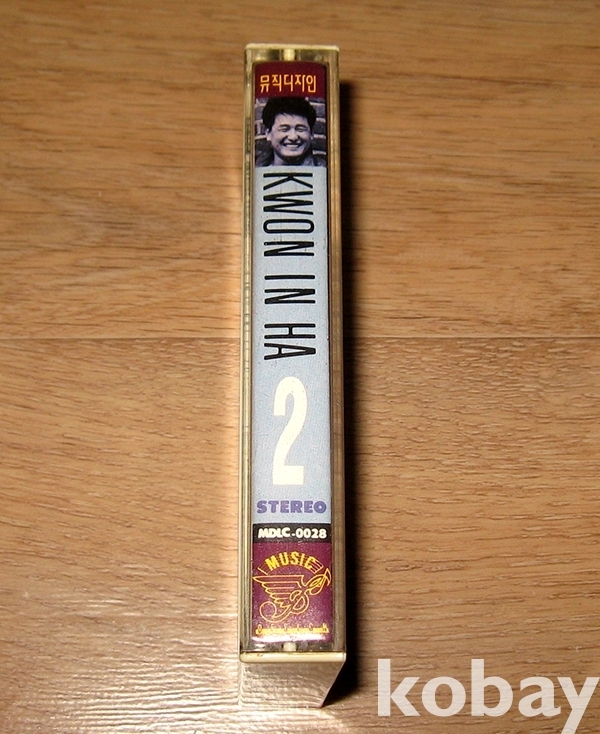 뮤직디자인
KWON IN HA
2
STEREO
MDLC-0028
MUSIC
kobay